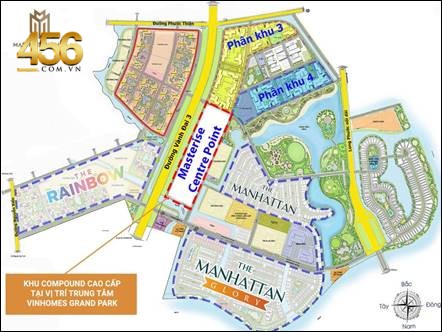 456
.COM.VN
Đường Phước Thiện
Phân khu 3
Phân khu 4
Đường Vành Đai 3
Masterise
Centre Point
THE
RAINBOW
THE
MANHATTAN
THE
MANHATTAN
GLORY
KHU COMPOUND CAO CẤP
TẠI VỊ TRÍ TRUNG TÂM
VINHOMES GRAND PARK
Bắc
Tây
Đông
Nam